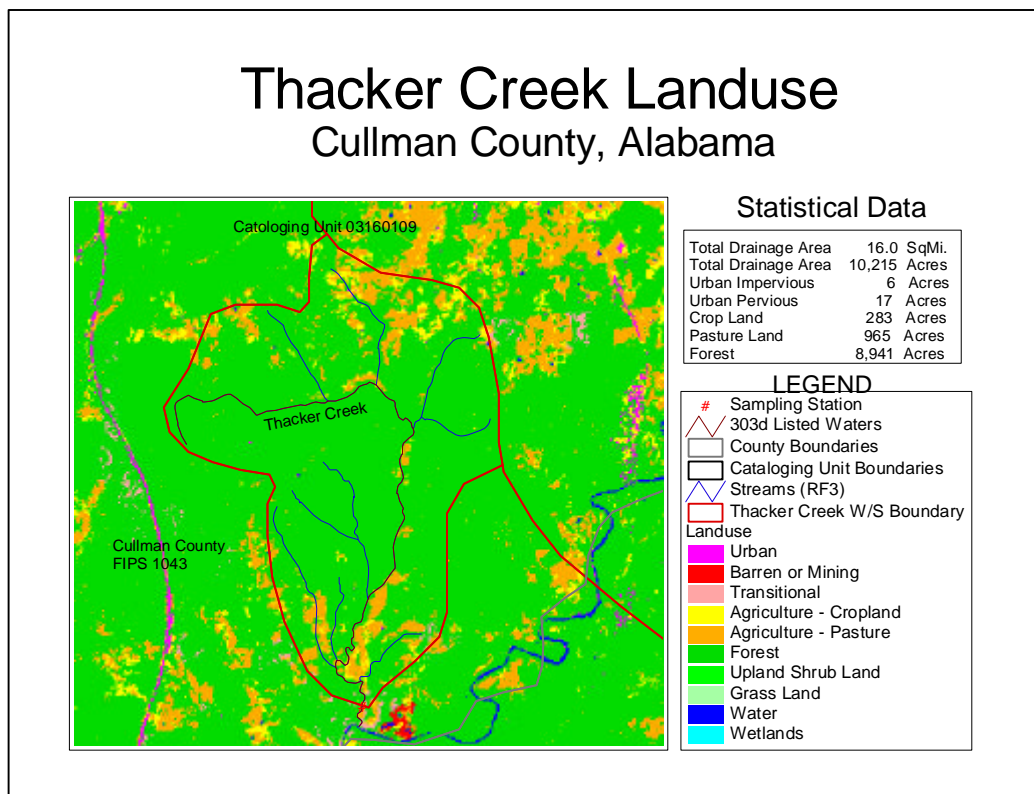 Thacker Creek Landuse
Cullman County, Alabama
Catologing Unit 03160109
Thacker Creek
Cullman County
FIPS 1043
Statistical Data
Total Drainage Area 16.0 SqMi.
Total Drainage Area 10,215 Acres
Urban Impervious 6 Acres
Urban Pervious 17 Acres
Crop Land 283 Acres
Pasture Land 965 Acres
Forest 8,941 Acres
LEGEND
# Sampling Station
303d Listed Waters
County Boundaries
Cataloging Unit Boundaries
Streams (RF3)
Thacker Creek W/S Boundary
Landuse
Urban
Barren or Mining
Transitional
Agriculture - Cropland
Agriculture - Pasture
Forest
Upland Shrub Land
Grass Land
Water
Wetlands